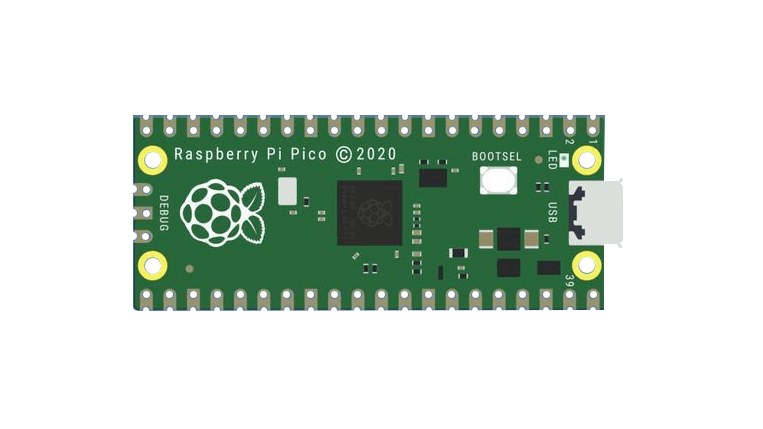 Raspberry Pi Pico © 2020
BOOTSEL
LED
2
1
DEBUG
USB
39